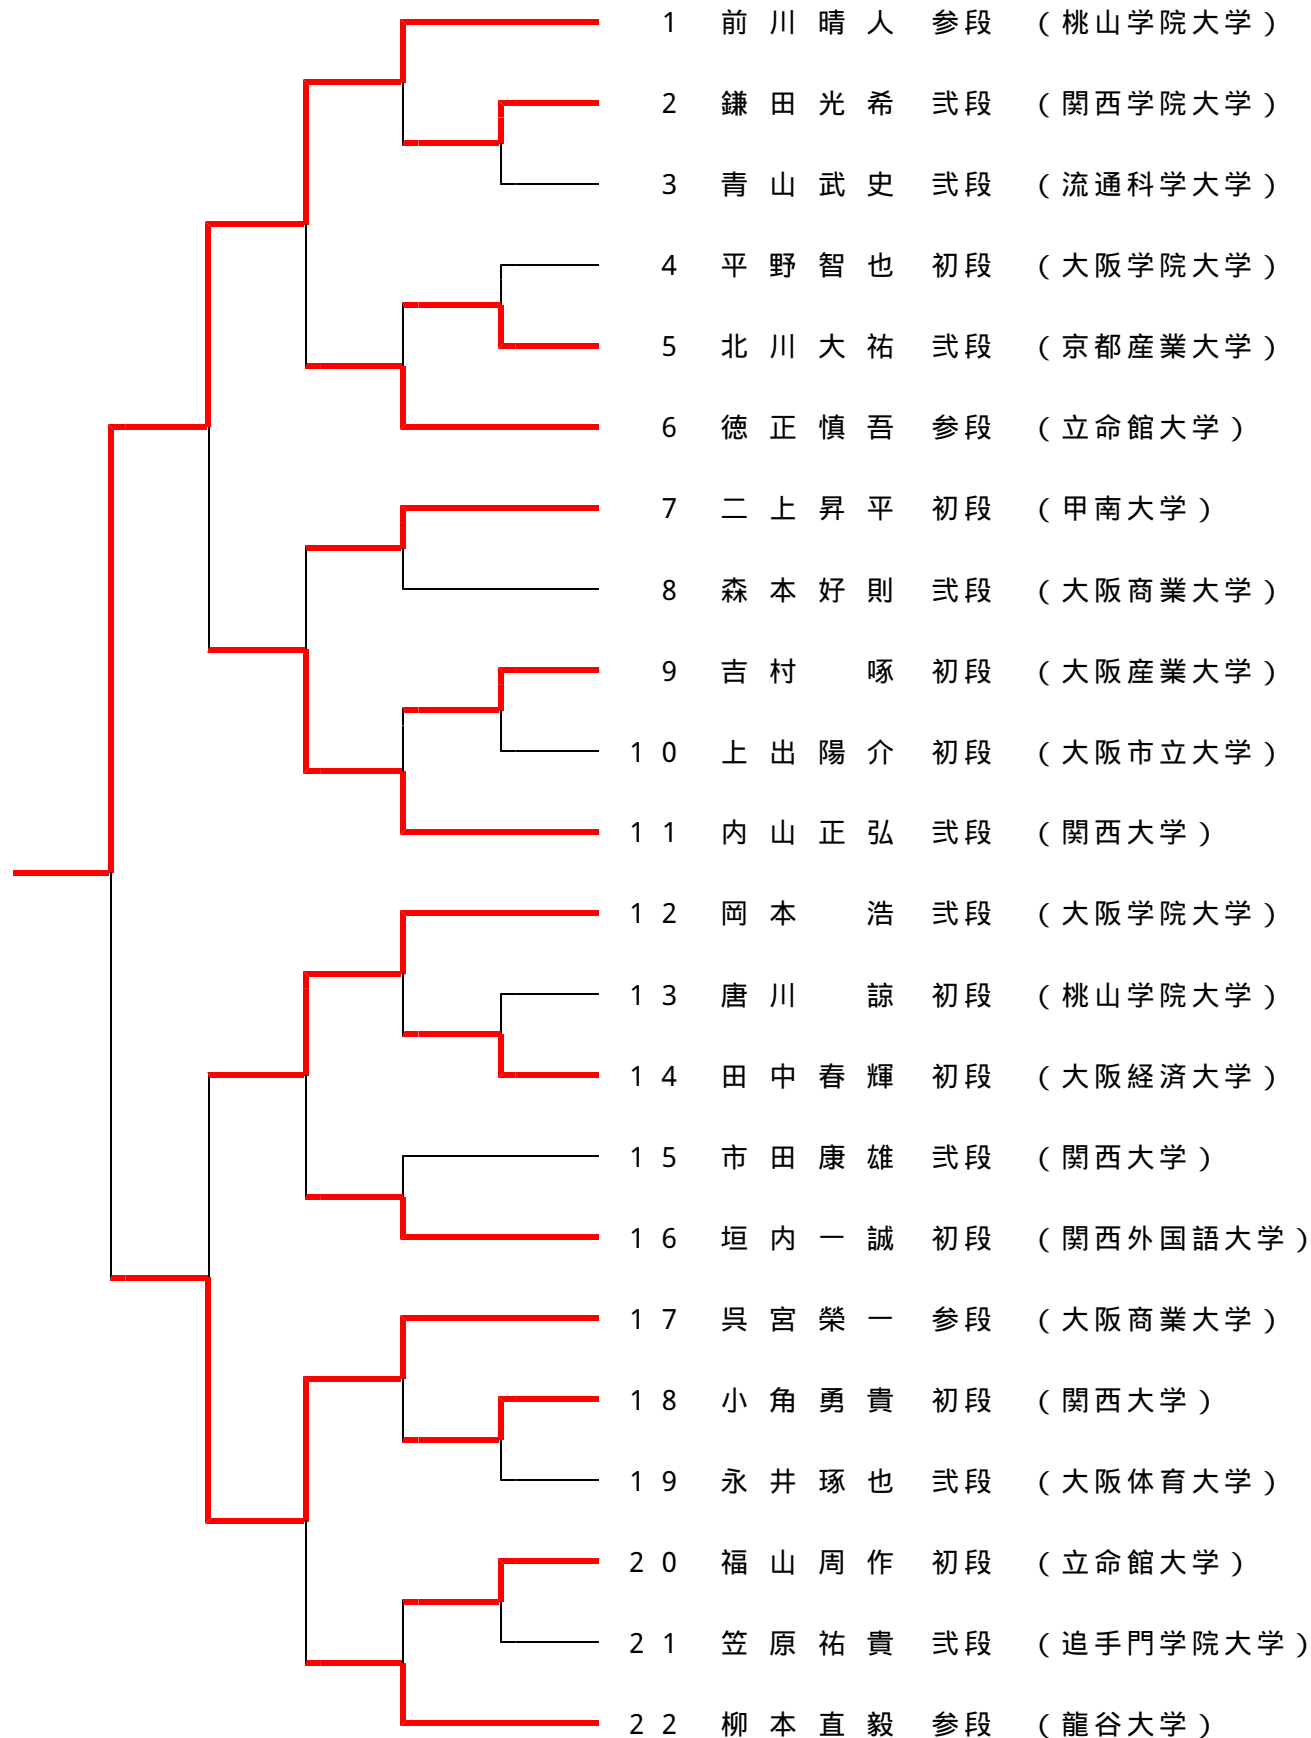 1 前川晴人 参段 (桃山学院大学)
2 鎌田光希 弐段 (関西学院大学)
3 青山武史 弐段 (流通科学大学)
4 平野智也 初段 (大阪学院大学)
5 北川大祐 弐段 (京都産業大学)
6 徳正慎吾 参段 (立命館大学)
7 二上昇平 初段 (甲南大学)
8 森本好則 弐段 (大阪商業大学)
9 吉村 啄 初段 (大阪産業大学)
10 上出陽介 初段 (大阪市立大学)
11 内山正弘 弐段 (関西大学)
12 岡本 浩 弐段 (大阪学院大学)
13 唐川 諒 初段 (桃山学院大学)
14 田中春輝 初段 (大阪経済大学)
15 市田康雄 弐段 (関西大学)
16 垣内一誠 初段 (関西外国語大学)
17 呉宮榮一 参段 (大阪商業大学)
18 小角勇貴 初段 (関西大学)
19 永井琢也 弐段 (大阪体育大学)
20 福山周作 初段 (立命館大学)
21 笠原祐貴 弐段 (追手門学院大学)
22 柳本直毅 参段 (龍谷大学)